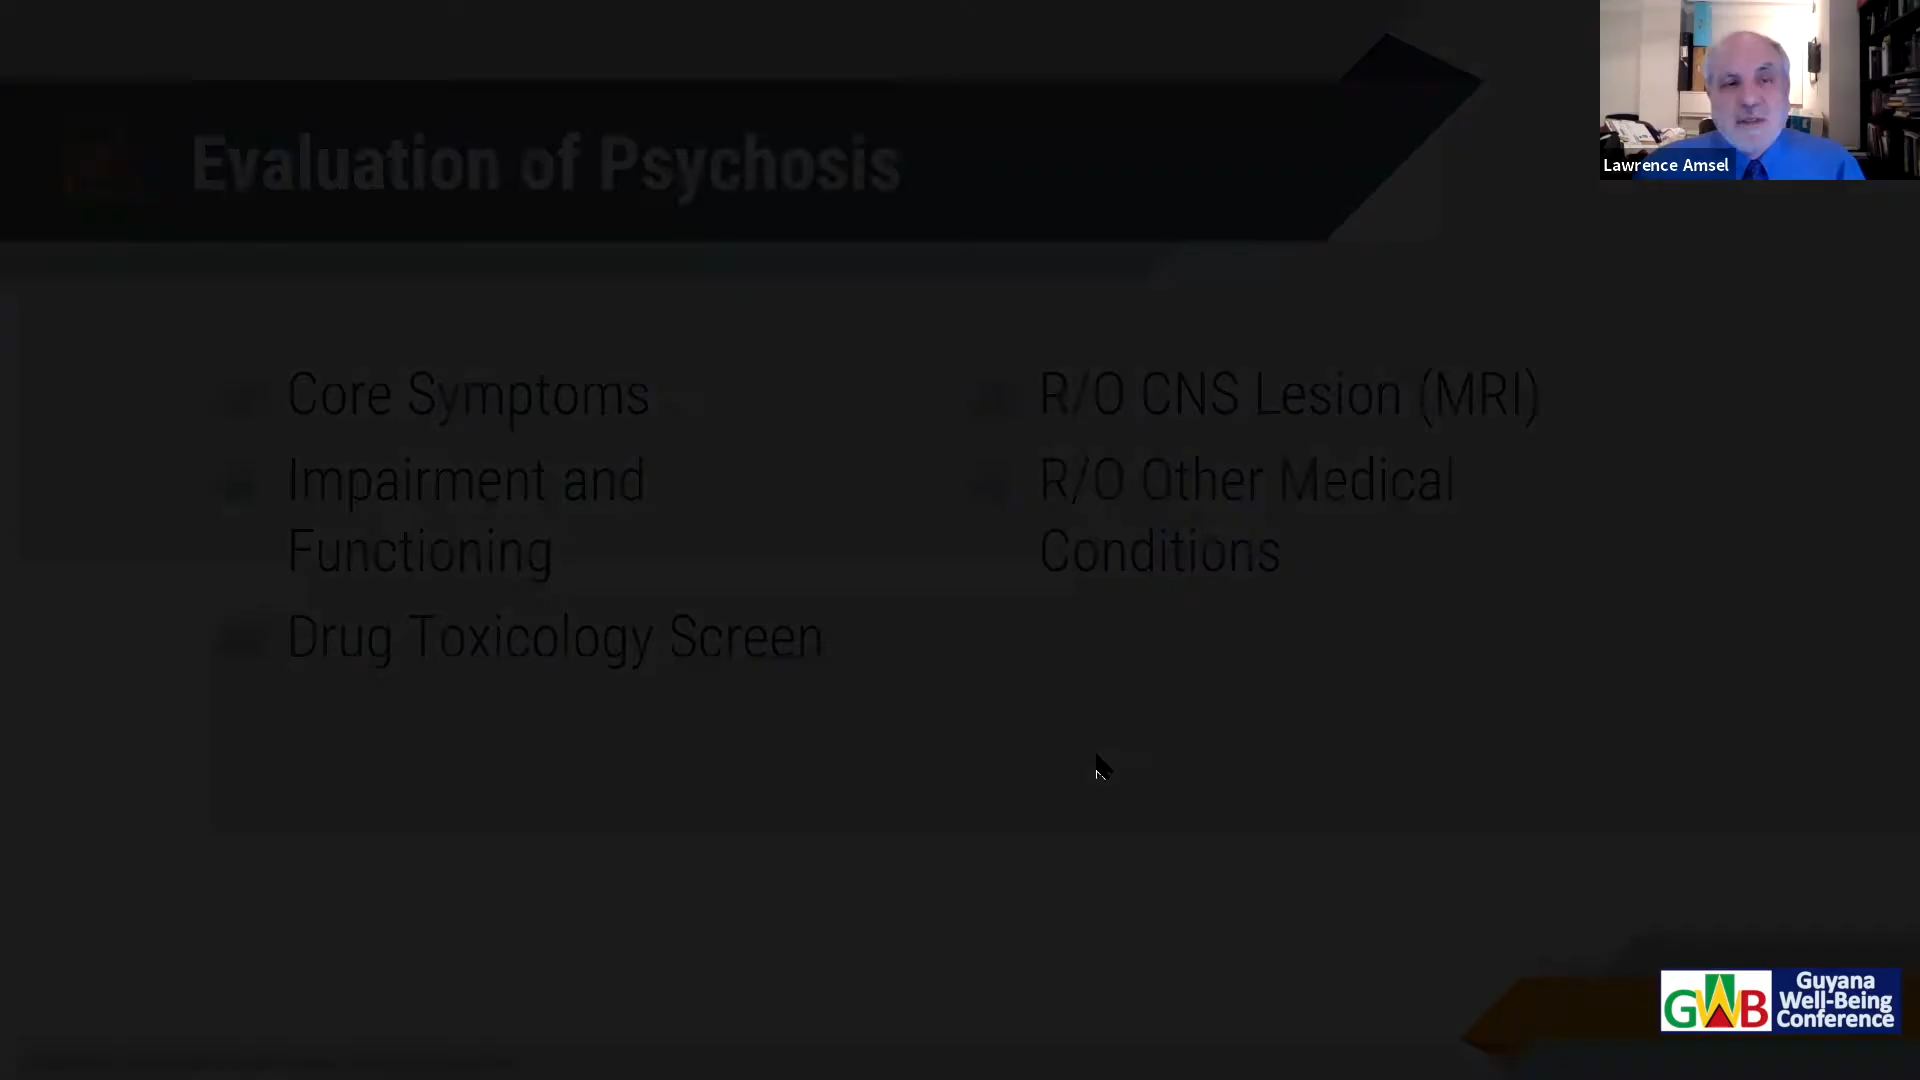 Lawrence Amsel
Evaluation of Psychosis
Core Symptoms
Impairment and
Functioning
Drug Toxicology Screen
R/O CNS Lesion (MRI)
R/O Other Medical
Conditions
GWB
Guyana
Well-Being
Conference